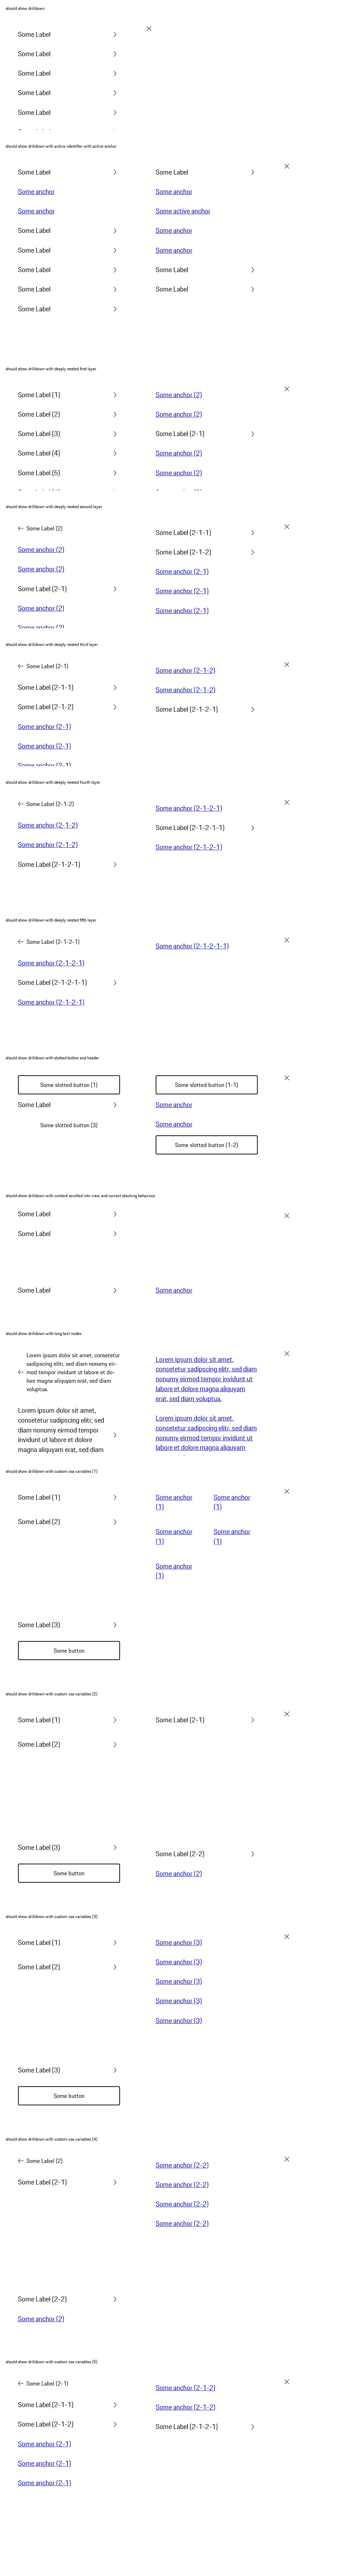 should show drilldown
Some Label
Some Label
Some Label
Some Label
Some Label
should show drilldown with active-identifier with active anchor
Some Label
Some anchor
Some anchor
Some Label
Some Label
Some Label
Some Label
Some Label
Some Label
Some anchor
Some active anchor
Some anchor
Some anchor
Some Label
Some Label
should show drilldown with deeply nested first layer
Some Label (1)
Some Label (2)
Some Label (3)
Some Label (4)
Some Label (5)
Some anchor (2)
Some anchor (2)
Some Label (2-1)
Some anchor (2)
Some anchor (2)
should show drilldown with deeply nested second layer
Some Label (2)
Some anchor (2)
Some anchor (2)
Some Label (2-1)
Some anchor (2)
Some anchor (2)
Some Label (2-1-1)
Some Label (2-1-2)
Some anchor (2-1)
Some anchor (2-1)
Some anchor (2-1)
should show drilldown with deeply nested third layer
Some Label (2-1)
Some Label (2-1-1)
Some Label (2-1-2)
Some anchor (2-1)
Some anchor (2-1)
Some anchor (2-1)
Some anchor (2-1-2)
Some anchor (2-1-2)
Some Label (2-1-2-1)
should show drilldown with deeply nested fourth layer
Some Label (2-1-2)
Some anchor (2-1-2)
Some anchor (2-1-2)
Some Label (2-1-2-1)
Some anchor (2-1-2-1)
Some Label (2-1-2-1-1)
Some anchor (2-1-2-1)
should show drilldown with deeply nested fifth layer
Some Label (2-1-2-1)
Some anchor (2-1-2-1)
Some Label (2-1-2-1-1)
Some anchor (2-1-2-1)
Some anchor (2-1-2-1-1)
should show drilldown with slotted button and header
Some slotted button (1)
Some Label
Some slotted button (3)
Some slotted button (1-1)
Some anchor
Some anchor
Some slotted button (1-2)
should show drilldown with content scrolled into view and correct stacking behaviour
Some Label
Some Label
Some Label
Some anchor
should show drilldown with long text nodes
Lorem ipsum dolor sit amet, consetetur
sadipscing elitr, sed diam nonumy eir-
mod tempor invidunt ut labore et do-
lore magna aliquyam erat, sed diam
voluptua.
Lorem ipsum dolor sit amet,
consetetur sadipscing elitr, sed
diam nonumy eirmod tempor
invidunt ut labore et dolore
magna aliquyam erat, sed diam
Lorem ipsum dolor sit amet,
consetetur sadipscing elitr, sed diam
nonumy eirmod tempor invidunt ut
labore et dolore magna aliquyam
erat, sed diam voluptua.
Lorem ipsum dolor sit amet,
consetetur sadipscing elitr, sed diam
nonumy eirmod tempor invidunt ut
labore et dolore magna aliquyam
should show drilldown with custom css variables (1)
Some Label (1)
Some Label (2)
Some Label (3)
Some button
Some anchor
(1)
Some anchor
(1)
Some anchor
(1)
Some anchor
(1)
Some anchor
(1)
should show drilldown with custom css variables (2)
Some Label (1)
Some Label (2)
Some Label (3)
Some button
Some Label (2-1)
Some Label (2-2)
Some anchor (2)
should show drilldown with custom css variables (3)
Some Label (1)
Some Label (2)
Some Label (3)
Some button
Some anchor (3)
Some anchor (3)
Some anchor (3)
Some anchor (3)
Some anchor (3)
should show drilldown with custom css variables (4)
Some Label (2)
Some Label (2-1)
Some Label (2-2)
Some anchor (2)
Some anchor (2-2)
Some anchor (2-2)
Some anchor (2-2)
Some anchor (2-2)
should show drilldown with custom css variables (5)
Some Label (2-1)
Some Label (2-1-1)
Some Label (2-1-2)
Some anchor (2-1)
Some anchor (2-1)
Some anchor (2-1)
Some anchor (2-1-2)
Some anchor (2-1-2)
Some Label (2-1-2-1)